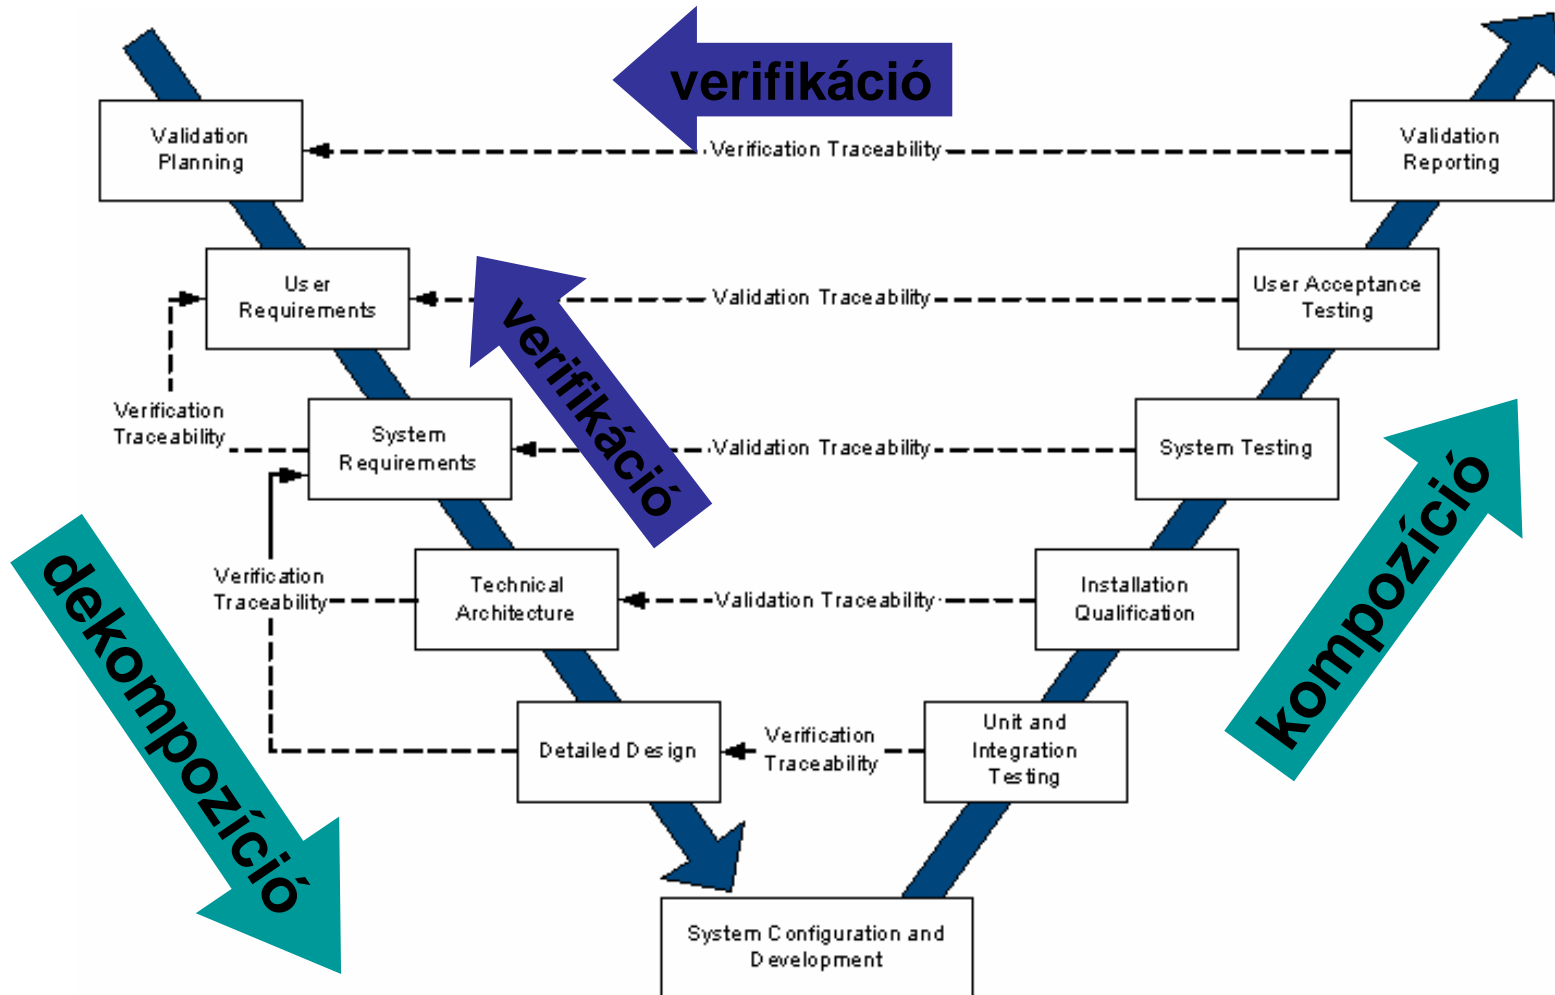 verifikáció
Validation
Planning
Verification Traceability
Validation
Reporting
User
Requirements
Validation Traceability
User Acceptance
Testing
verifikáció
Verification
Traceability
System
Requirements
Validation Traceability
System Testing
dekompozíció
kompozíció
Verification
Traceability
Technical
Architecture
Validation Traceability
Installation
Qualification
Detailed Design
Verification
Traceability
Unit and
Integration
Testing
System Configuration and
Development